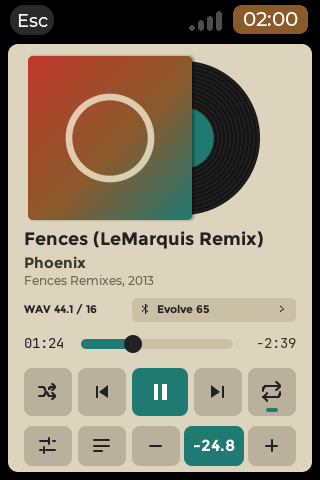 Esc
02:00
Fences (LeMarquis Remix)
Phoenix
Fences Remixes, 2013
WAV 44.1 / 16
Evolve 65
01:24
-2:39
-24.8